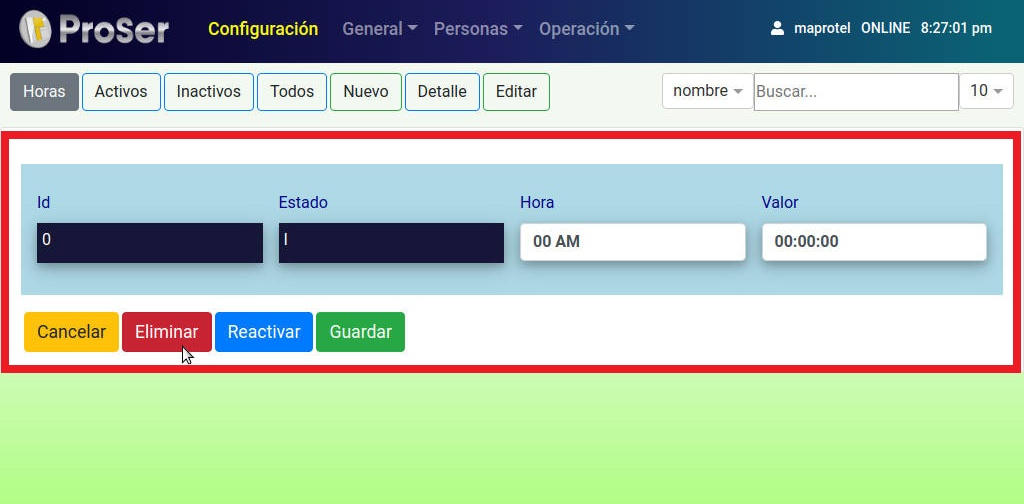 ProSer Configuración General Personas Operación maprotel ONLINE 8:27:01 pm
Horas Activos Inactivos Todos Nuevo Detalle Editar nombre Buscar... 10
Id Estado Hora Valor
0 I 00 AM 00:00:00
Cancelar Eliminar Reactivar Guardar